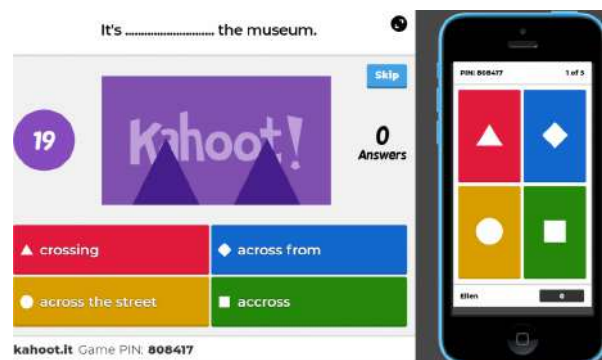 It's .............................. the museum.
Skip
19
Kahoot!
0
Answers
crossing
across from
across the street
accross
kahoot.it Game PIN: 808417
PIN: 808417 1 of 5
Ellen 0